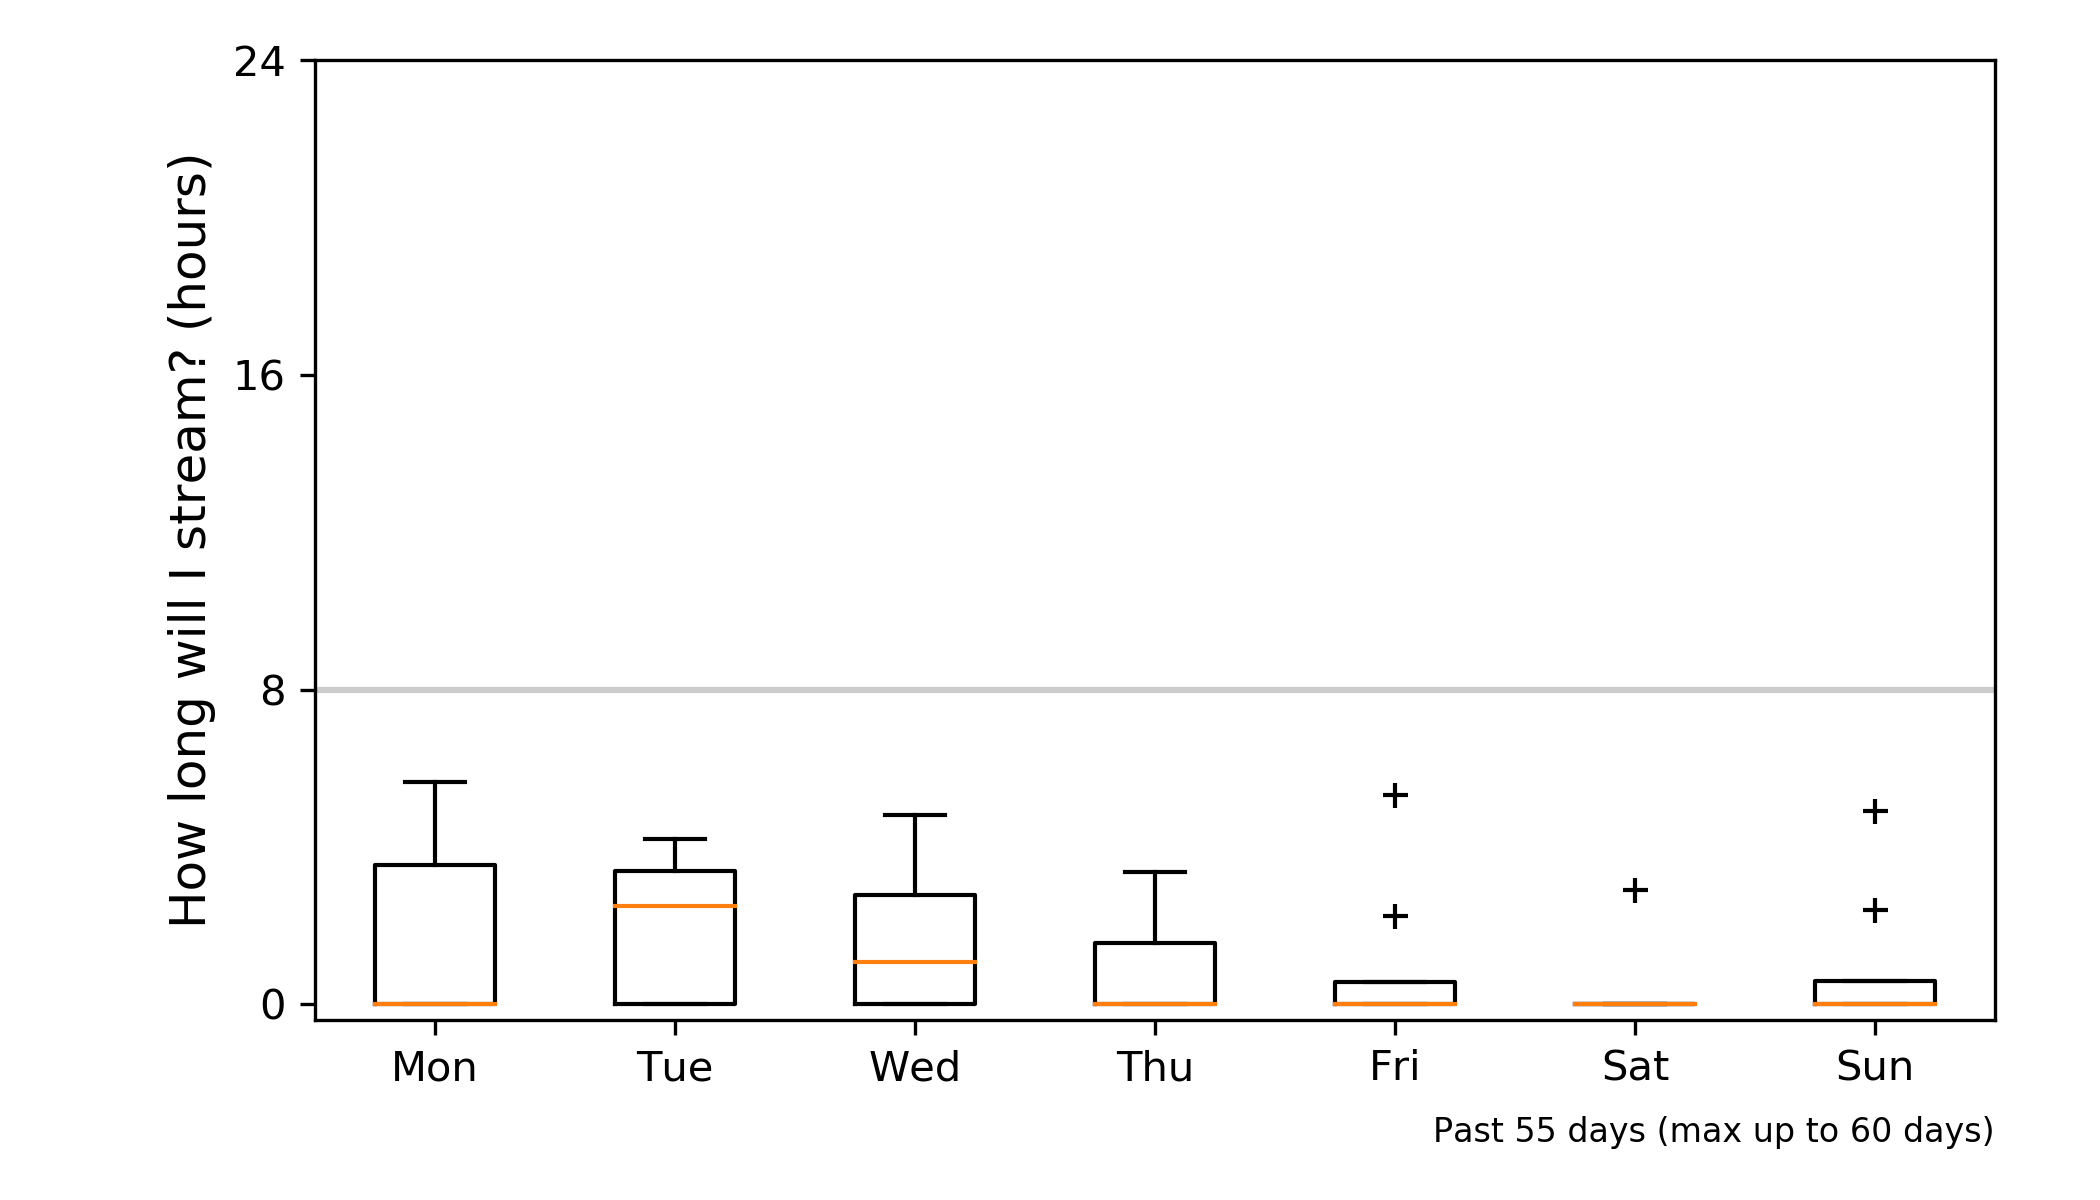 How long will I stream? (hours)
24
16
8
0
Mon Tue Wed Thu Fri Sat Sun
Past 55 days (max up to 60 days)